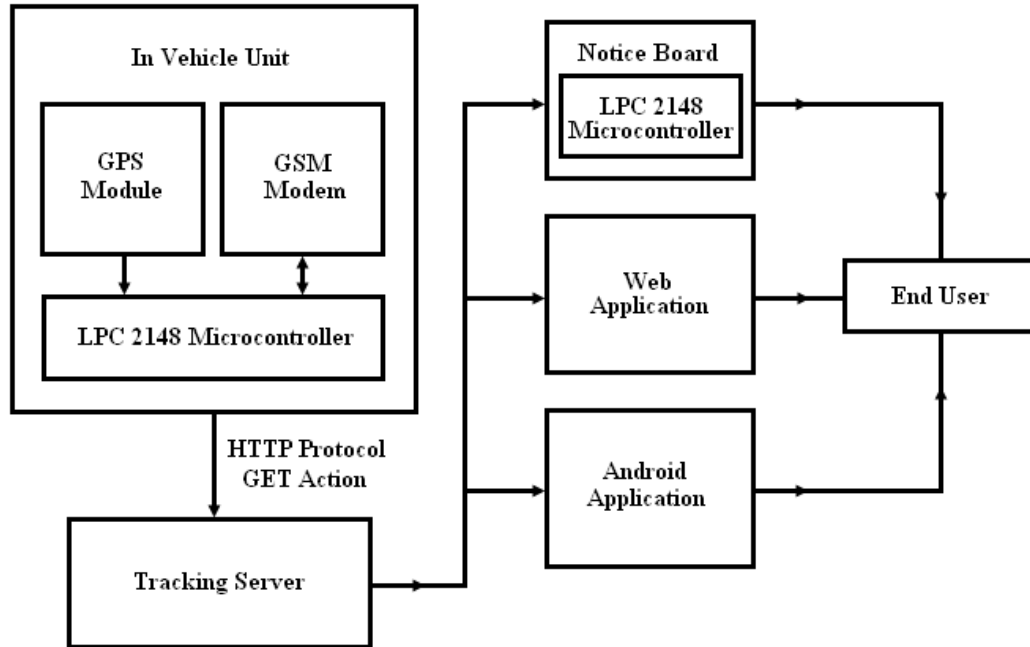 In Vehicle Unit
GPS
Module
GSM
Modem
LPC 2148 Microcontroller
HTTP Protocol
GET Action
Tracking Server
Notice Board
LPC 2148
Microcontroller
Web
Application
Android
Application
End User